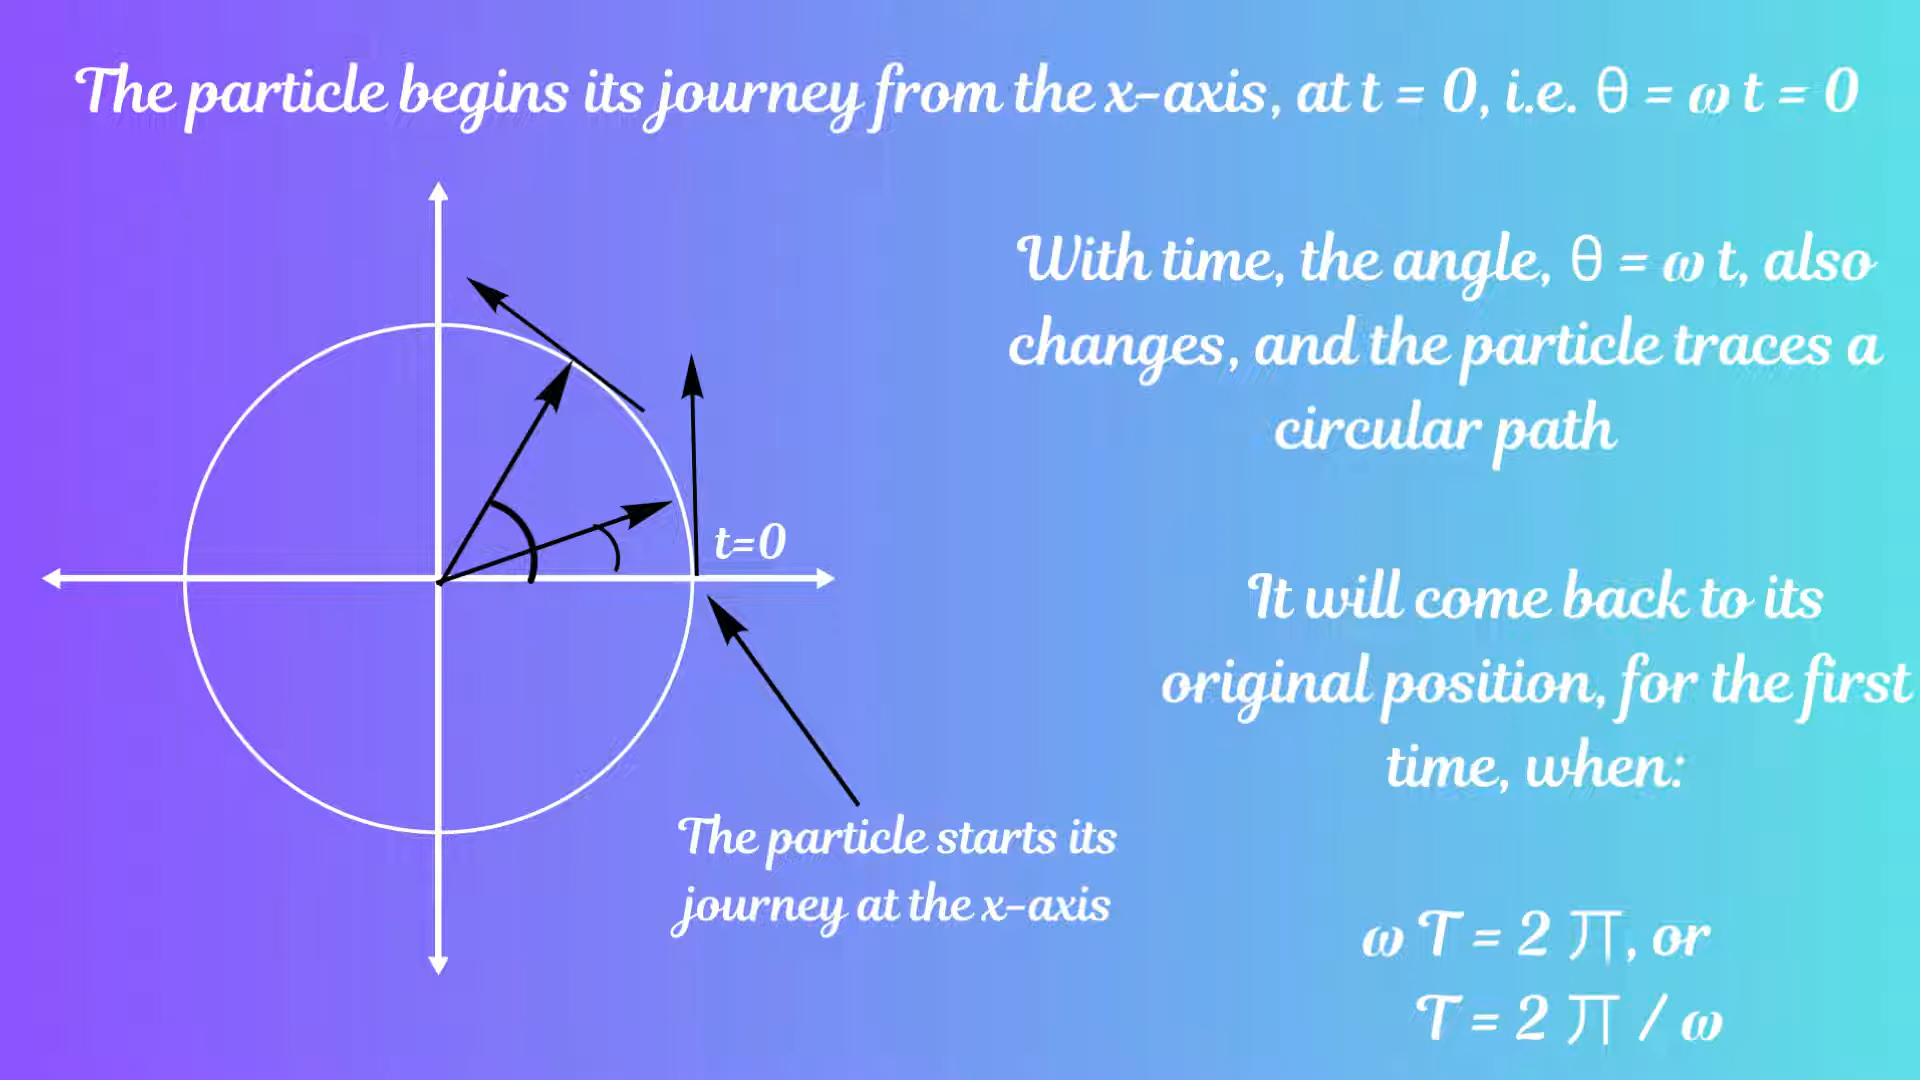 The particle begins its journey from the x-axis, at t = 0, i.e. θ = ω t = 0
With time, the angle, θ = ω t, also
changes, and the particle traces a
circular path
t=0
It will come back to its
original position, for the first
time, when:
The particle starts its
journey at the x-axis
ω T = 2 丌, or
T = 2 丌 / ω